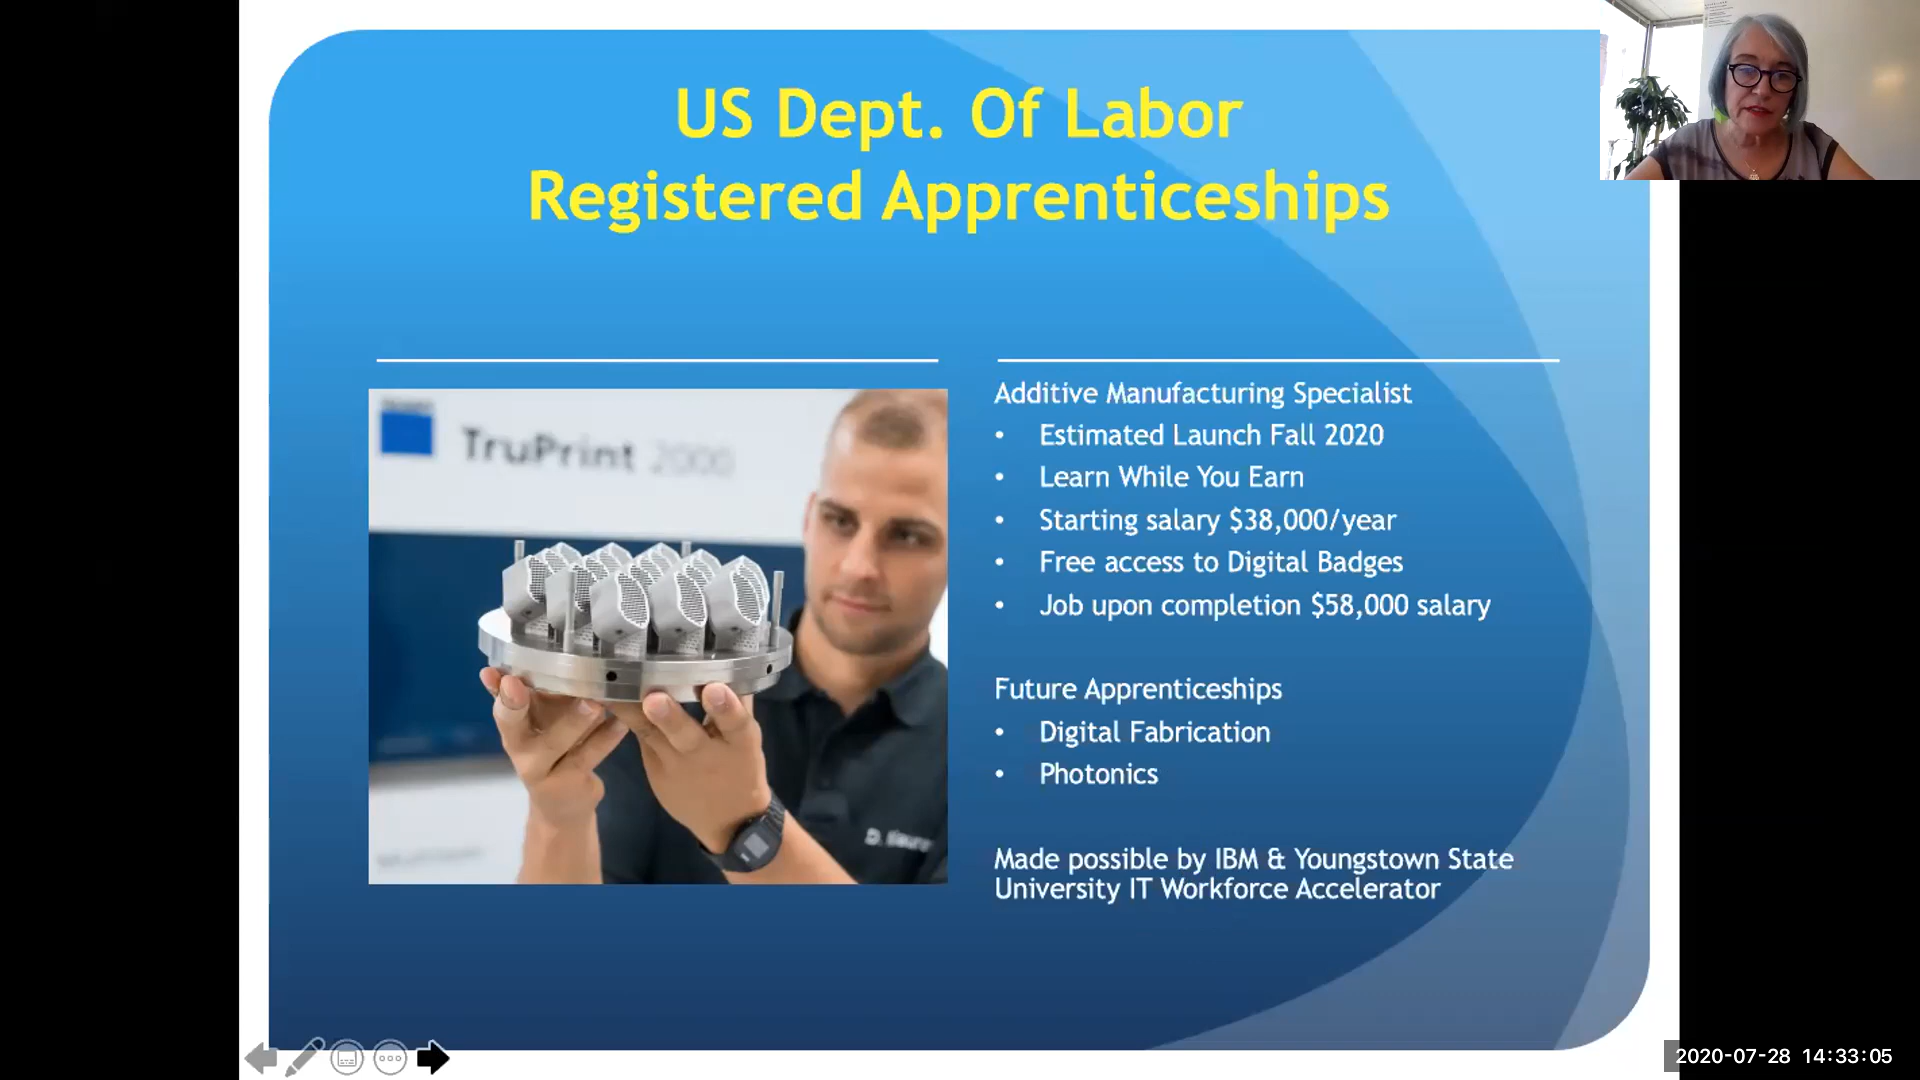 US Dept. Of Labor
Registered Apprenticeships
TruPrint 2000
Additive Manufacturing Specialist
• Estimated Launch Fall 2020
• Learn While You Earn
• Starting salary $38,000/year
• Free access to Digital Badges
• Job upon completion $58,000 salary
Future Apprenticeships
• Digital Fabrication
• Photonics
Made possible by IBM & Youngstown State
University IT Workforce Accelerator
2020-07-28 14:33:05